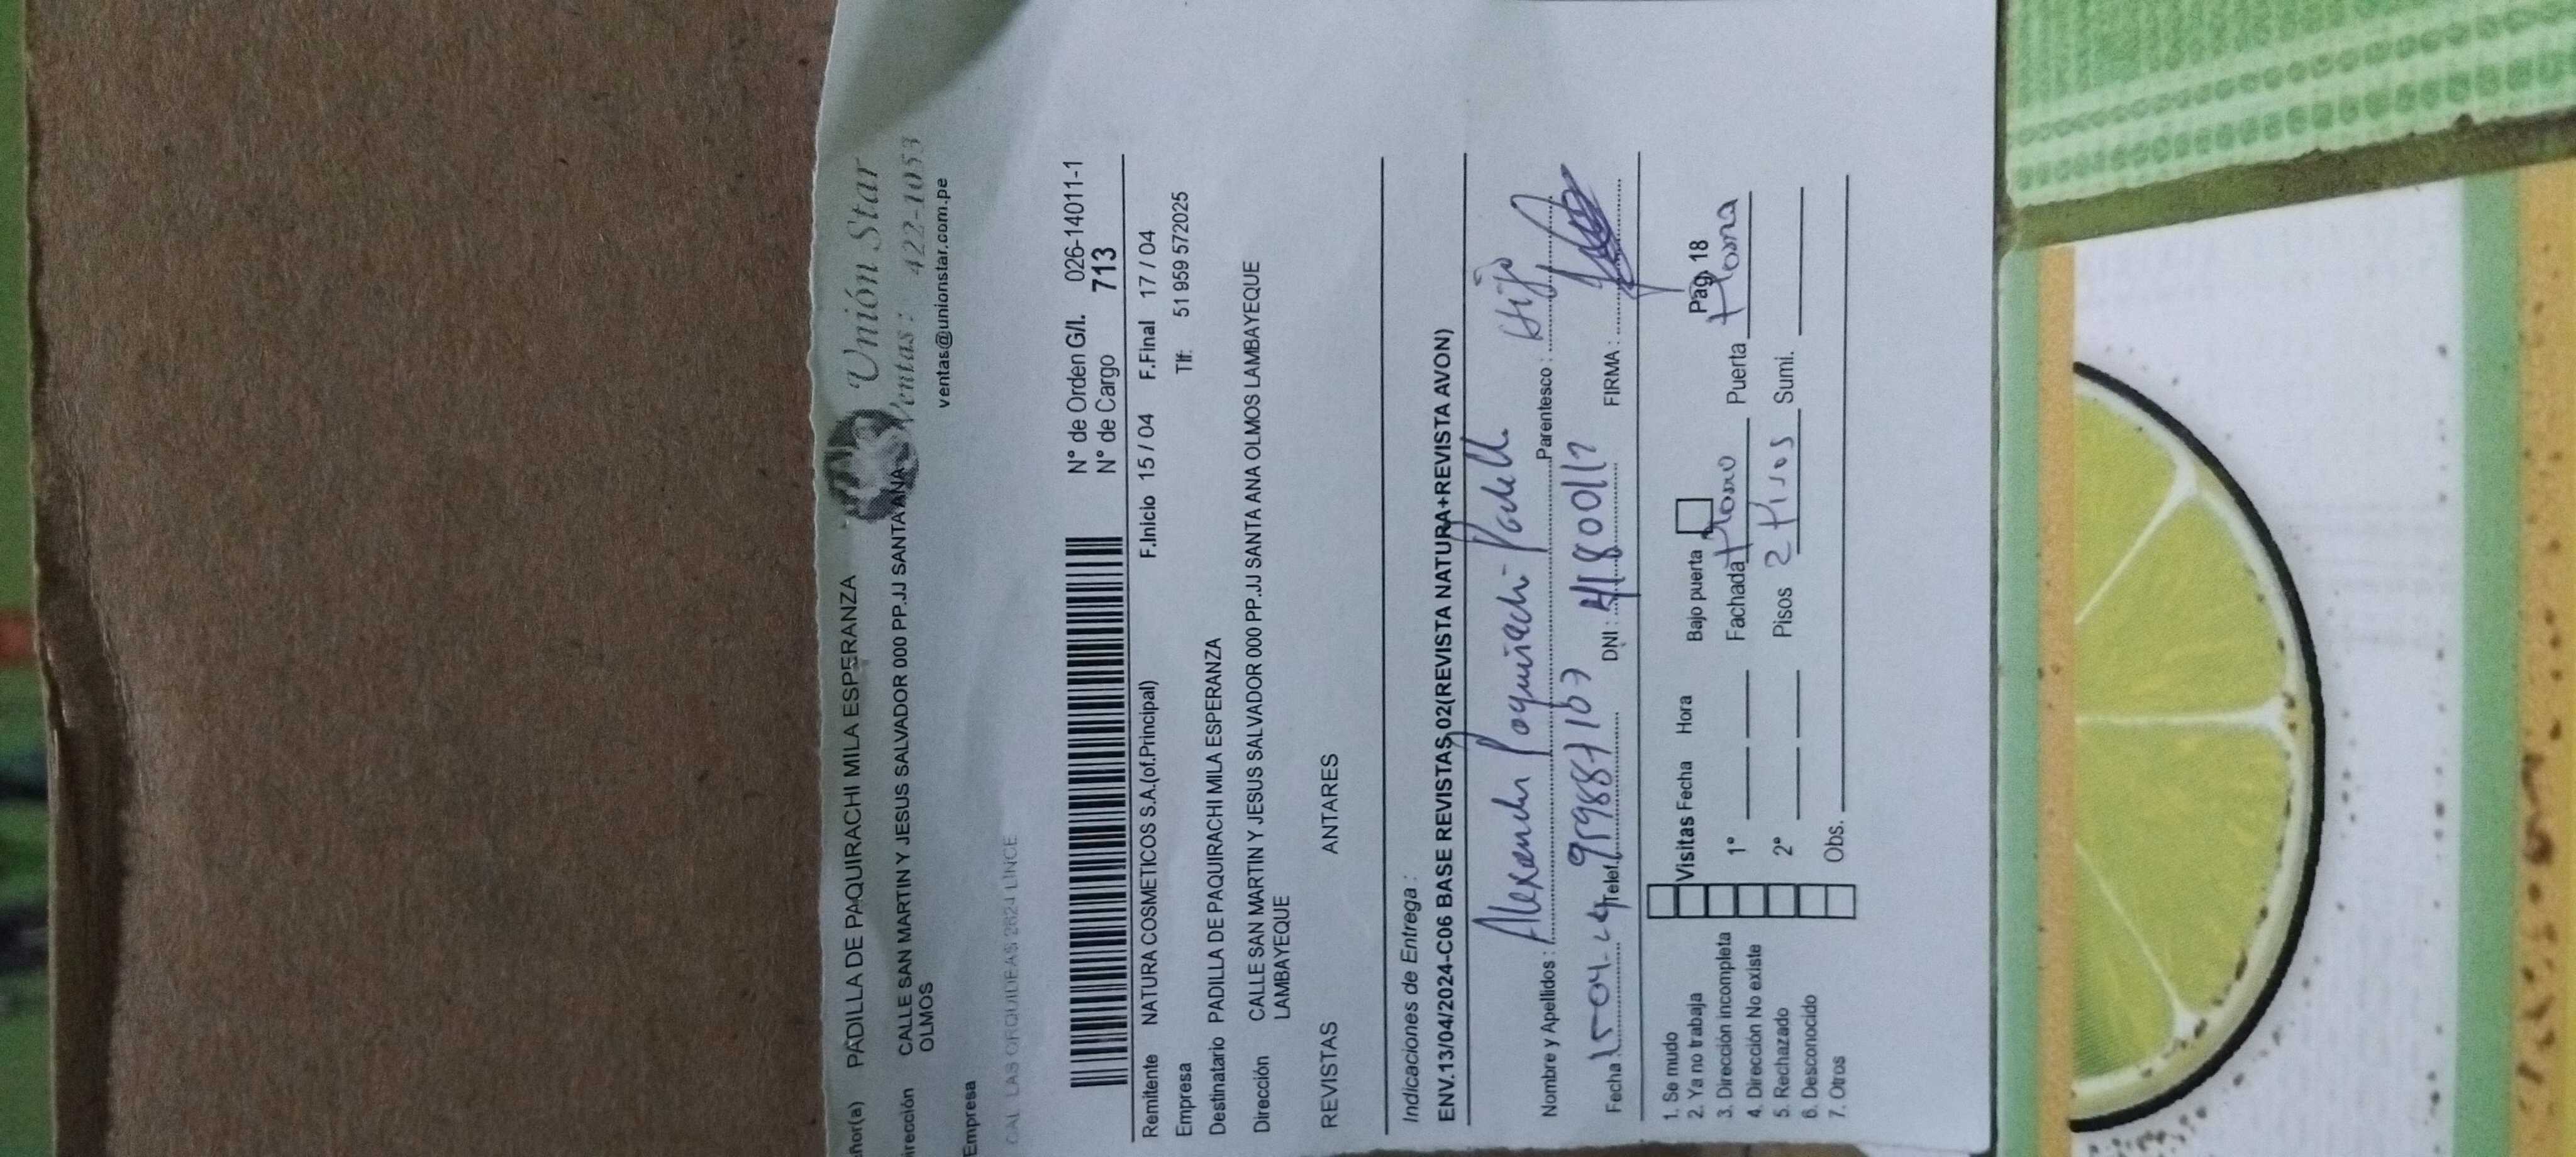 ñor(a) PADILLA DE PAQUIRACHI MILA ESPERANZA
irección CALLE SAN MARTIN Y JESUS SALVADOR 000 PP.JJ SANTA ANA
OLMOS
Empresa
Unión Star
Ventas: 422-1053
ventas@unionstar.com.pe
CAL. LAS ORQUIDEAS 2624 LINCE
N° de Orden G/I. 026-14011-1
N° de Cargo 713
Remitente NATURA COSMETICOS S.A.(of.Principal) F.Inicio 15 / 04 F.Final 17 / 04
Empresa Tlf: 51 959 572025
Destinatario PADILLA DE PAQUIRACHI MILA ESPERANZA
Dirección CALLE SAN MARTIN Y JESUS SALVADOR 000 PP.JJ SANTA ANA OLMOS LAMBAYEQUE
LAMBAYEQUE
REVISTAS ANTARES
Indicaciones de Entrega :
ENV.13/04/2024-C06 BASE REVISTAS 02(REVISTA NATURA+REVISTA AVON)
Nombre y Apellidos : Alexander Paquirachi Padill. Parentesco : Hijo
Fecha 15-04-24 Telef. DNI : FIRMA :
1. Se mudo
2. Ya no trabaja Visitas Fecha Hora Bajo puerta Pag 18
3. Dirección incompleta 1° Fachada Plomo Puerta
4. Dirección No existe
5. Rechazado 2° Pisos 2 Pisos Sumi.
6. Desconocido
7. Otros Obs.